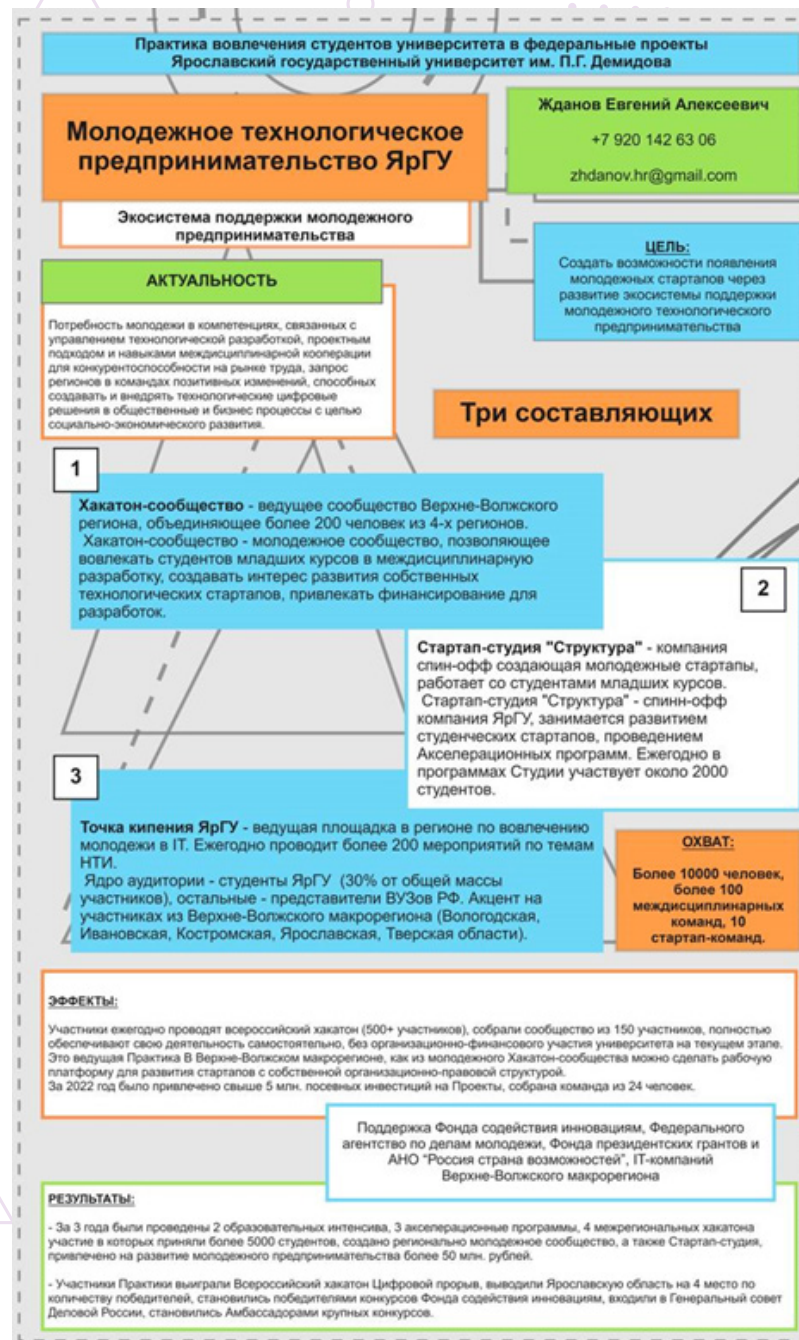 Практика вовлечения студентов университета в федеральные проекты
Ярославский государственный университет им. П.Г. Демидова
Молодежное технологическое
предпринимательство ЯрГУ
Жданов Евгений Алексеевич
+7 920 142 63 06
zhdanov.hr@gmail.com
Экосистема поддержки молодежного
предпринимательства
ЦЕЛЬ:
Создать возможности появления
молодежных стартапов через
развитие экосистемы поддержки
молодежного технологического
предпринимательства
АКТУАЛЬНОСТЬ
Потребность молодежи в компетенциях, связанных с
управлением технологической разработкой, проектным
подходом и навыками междисциплинарной кооперации
для конкурентоспособности на рынке труда, запрос
регионов в командах позитивных изменений, способных
создавать и внедрять технологические цифровые
решения в общественные и бизнес процессы с целью
социально-экономического развития.
Три составляющих
1
Хакатон-сообщество - ведущее сообщество Верхне-Волжского
региона, объединяющее более 200 человек из 4-х регионов.
Хакатон-сообщество - молодежное сообщество, позволяющее
вовлекать студентов младших курсов в междисциплинарную
разработку, создавать интерес развития собственных
технологических стартапов, привлекать финансирование для
разработок.
2
Стартап-студия "Структура" - компания
спин-офф создающая молодежные стартапы,
работает со студентами младших курсов.
Стартап-студия "Структура" - спинн-офф
компания ЯрГУ, занимается развитием
студенческих стартапов, проведением
Акселерационных программ. Ежегодно в
программах Студии участвует около 2000
студентов.
3
Точка кипения ЯрГУ - ведущая площадка в регионе по вовлечению
молодежи в IT. Ежегодно проводит более 200 мероприятий по темам
НТИ.
Ядро аудитории - студенты ЯрГУ (30% от общей массы
участников), остальные - представители ВУЗов РФ. Акцент на
участниках из Верхне-Волжского макрорегиона (Вологодская,
Ивановская, Костромская, Ярославская, Тверская области).
ОХВАТ:
Более 10000 человек,
более 100
междисциплинарных
команд, 10
стартап-команд.
ЭФФЕКТЫ:
Участники ежегодно проводят всероссийский хакатон (500+ участников), собрали сообщество из 150 участников, полностью
обеспечивают свою деятельность самостоятельно, без организационно-финансового участия университета на текущем этапе.
Это ведущая Практика В Верхне-Волжском макрорегионе, как из молодежного Хакатон-сообщества можно сделать рабочую
платформу для развития стартапов с собственной организационно-правовой структурой.
За 2022 год было привлечено свыше 5 млн. посевных инвестиций на Проекты, собрана команда из 24 человек.
Поддержка Фонда содействия инновациям, Федерального
агентство по делам молодежи, Фонда президентских грантов и
АНО "Россия страна возможностей", IT-компаний
Верхне-Волжского макрорегиона
РЕЗУЛЬТАТЫ:
- За 3 года были проведены 2 образовательных интенсива, 3 акселерационные программы, 4 межрегиональных хакатона
участие в которых приняли более 5000 студентов, создано регионально молодежное сообщество, а также Стартап-студия,
привлечено на развитие молодежного предпринимательства более 50 млн. рублей.
- Участники Практики выиграли Всероссийский хакатон Цифровой прорыв, выводили Ярославскую область на 4 место по
количеству победителей, становились победителями конкурсов Фонда содействия инновациям, входили в Генеральный совет
Деловой России, становились Амбассадорами крупных конкурсов.